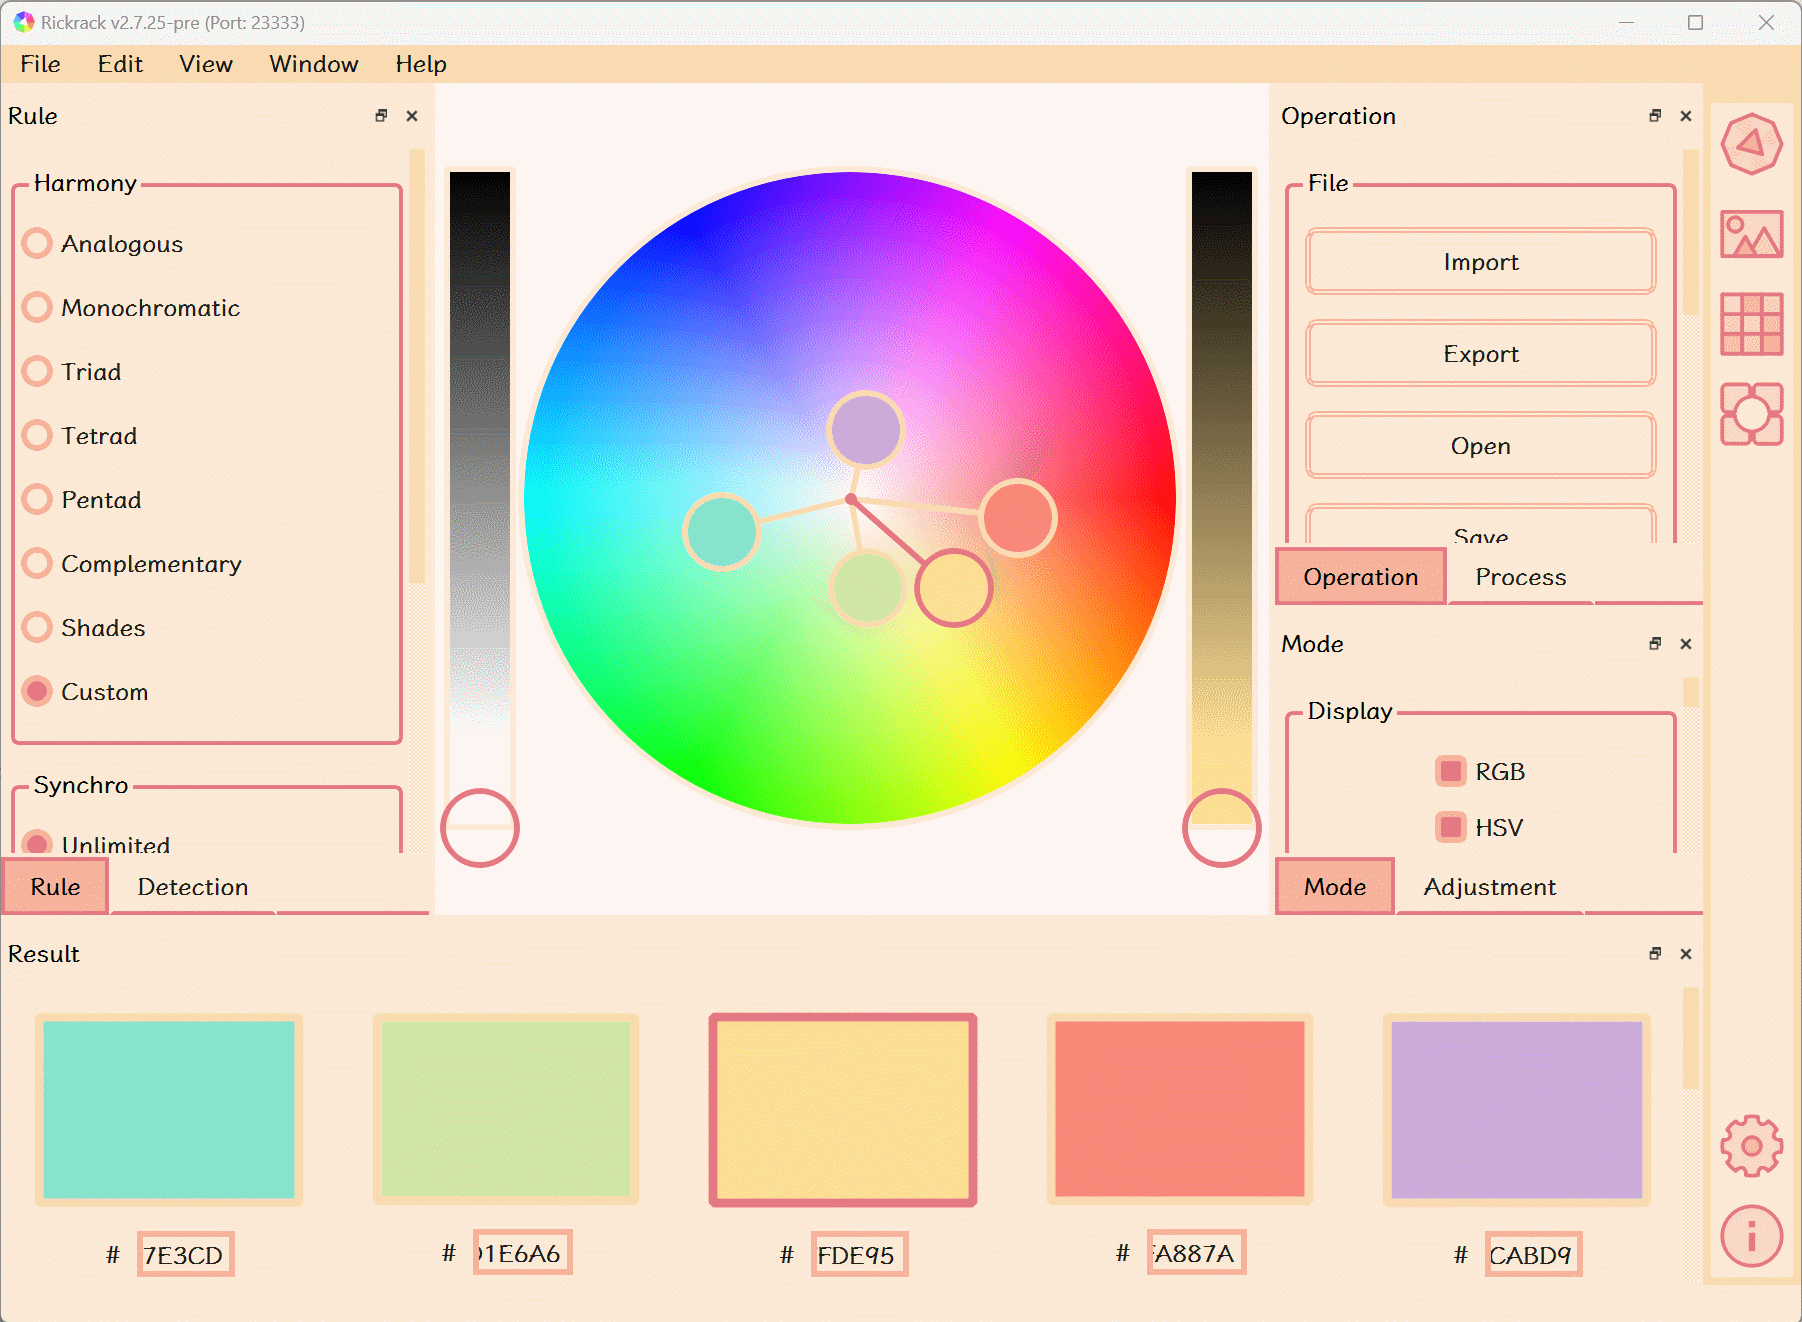 Rickrack v2.7.25-pre (Port: 23333)
File Edit View Window Help
Rule
Harmony
Analogous
Monochromatic
Triad
Tetrad
Pentad
Complementary
Shades
Custom
Synchro
Unlimited
Rule Detection
Operation
File
Import
Export
Open
Save
Operation Process
Mode
Display
RGB
HSV
Mode Adjustment
Result
# 7E3CD
# D1E6A6
# FDE95
# FA887A
# CABD9